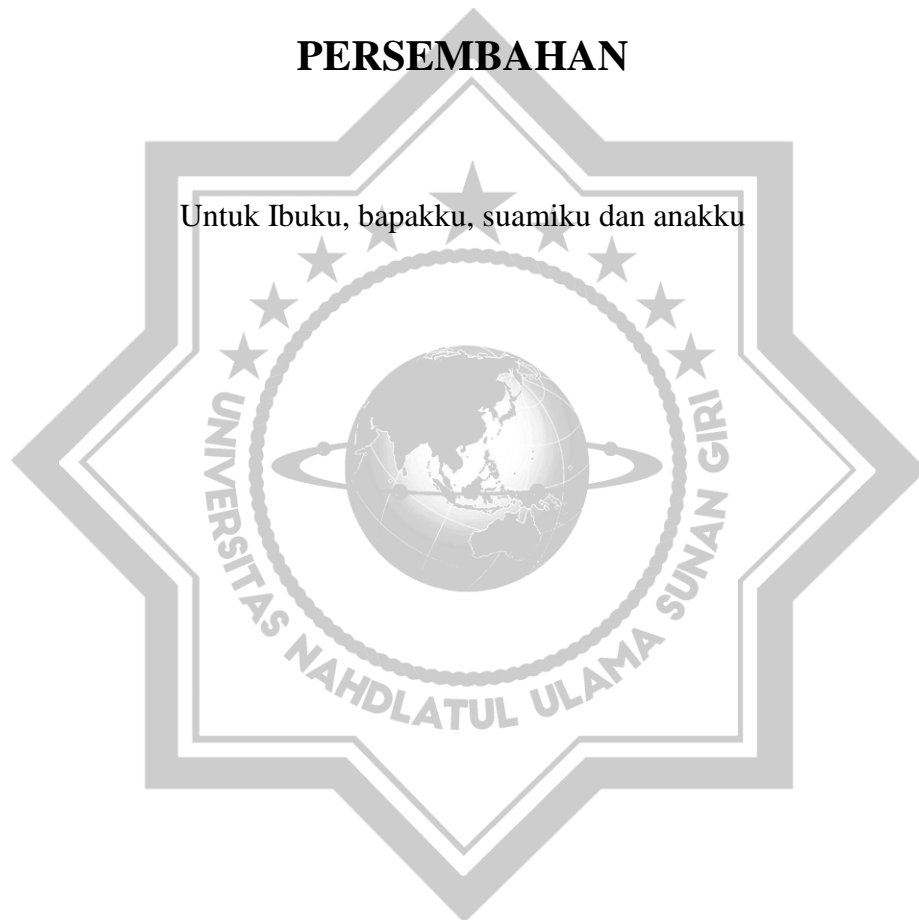 PERSEMBAHAN
Untuk Ibuku, bapakku, suamiku dan anakku
UNIVERSITAS NAHDLATUL ULAMA SUNAN GIRI